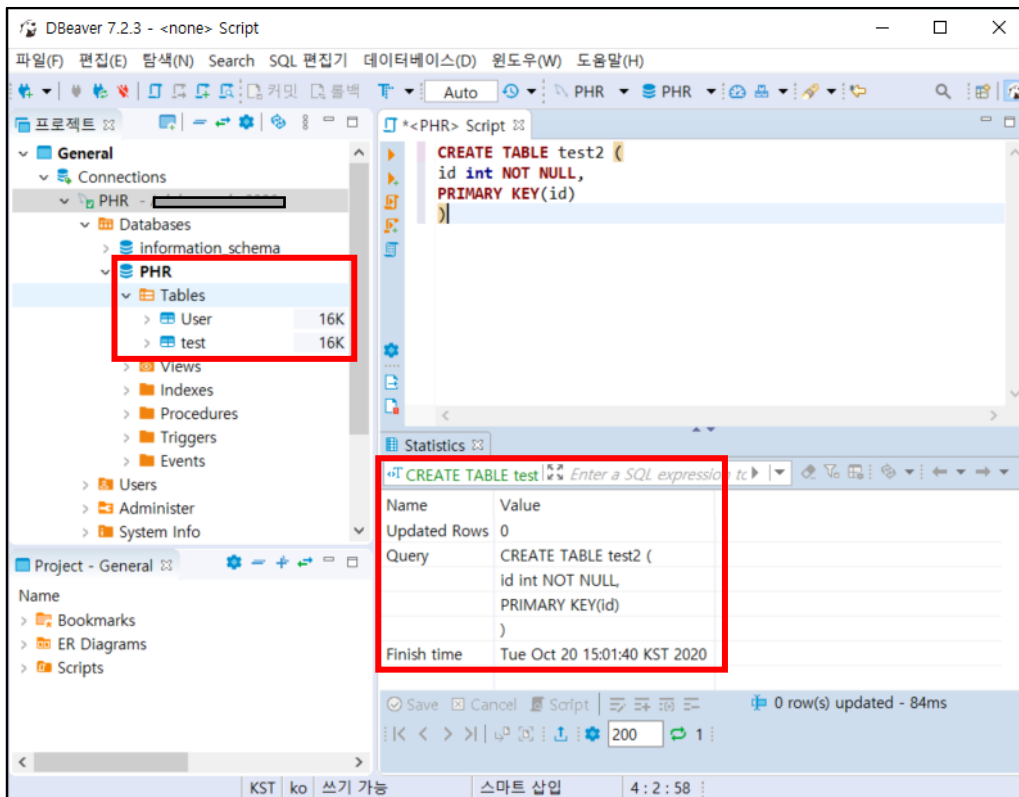 DBeaver 7.2.3 - <none> Script
파일(F) 편집(E) 탐색(N) Search SQL 편집기 데이터베이스(D) 윈도우(W) 도움말(H)
커밋 롤백 Auto PHR PHR
프로젝트
General
Connections
PHR -
Databases
information_schema
PHR
Tables
User 16K
test 16K
Views
Indexes
Procedures
Triggers
Events
Users
Administer
System Info
*<PHR> Script
CREATE TABLE test2 (
id int NOT NULL,
PRIMARY KEY(id)
)
Statistics
CREATE TABLE test Enter a SQL expression tc
Name Value
Updated Rows 0
Query CREATE TABLE test2 (
id int NOT NULL,
PRIMARY KEY(id)
)
Finish time Tue Oct 20 15:01:40 KST 2020
Save Cancel Script 0 row(s) updated - 84ms
200 1
Project - General
Name
Bookmarks
ER Diagrams
Scripts
KST ko 쓰기 가능 스마트 삽입 4 : 2 : 58